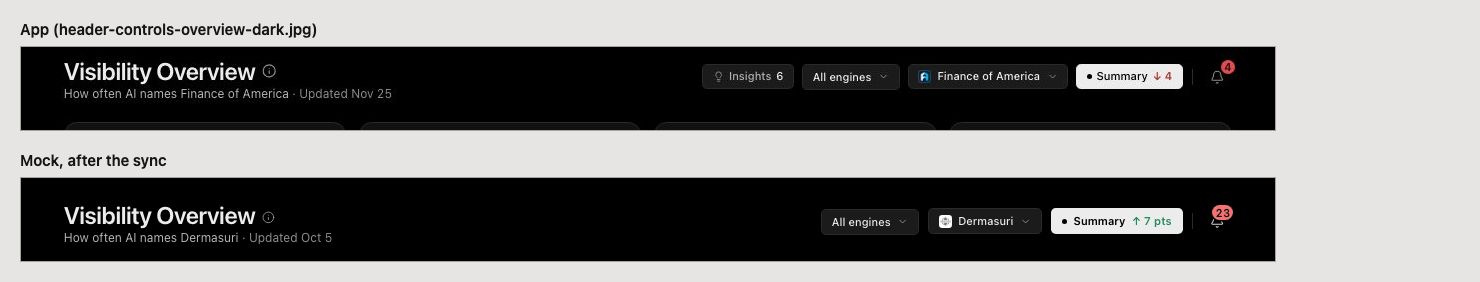 App (header-controls-overview-dark.jpg)
Visibility Overview
Insights 6
All engines
Finance of America
Summary ↓ 4
4
How often AI names Finance of America · Updated Nov 25
Mock, after the sync
Visibility Overview
All engines
Dermasuri
Summary ↑ 7 pts
23
How often AI names Dermasuri · Updated Oct 5